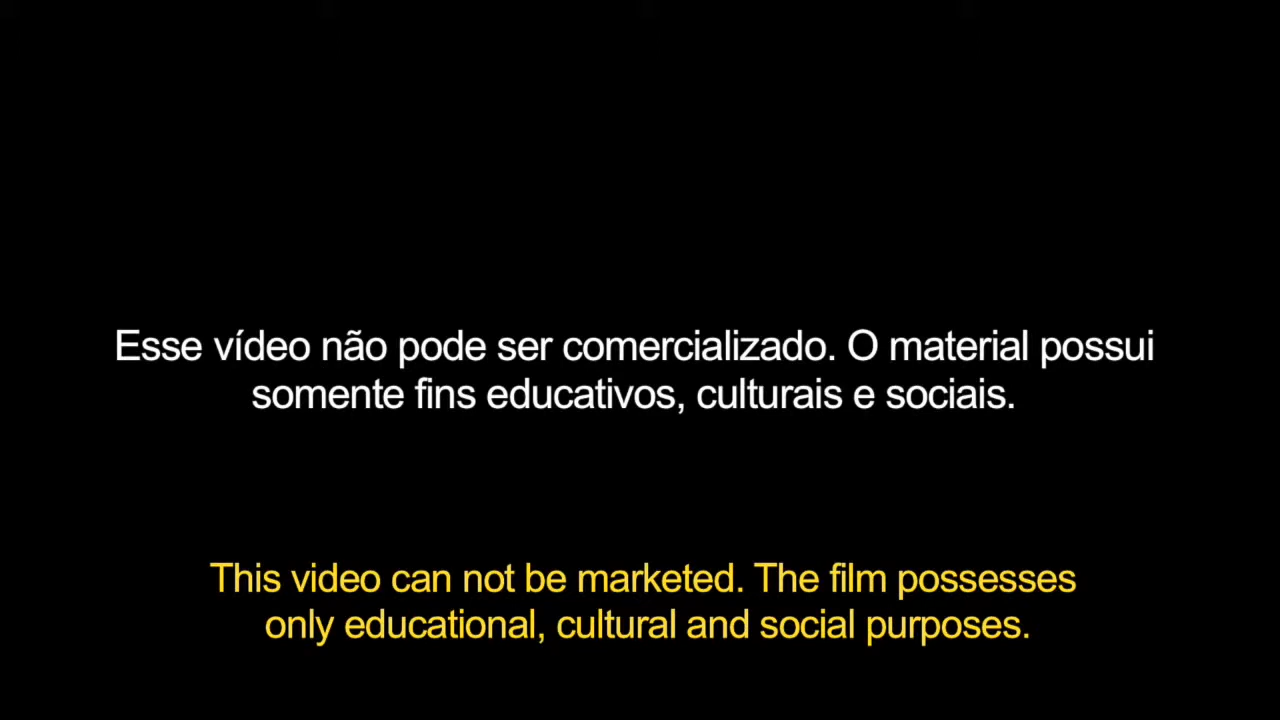 Esse vídeo não pode ser comercializado. O material possui
somente fins educativos, culturais e sociais.
This video can not be marketed. The film possesses
only educational, cultural and social purposes.